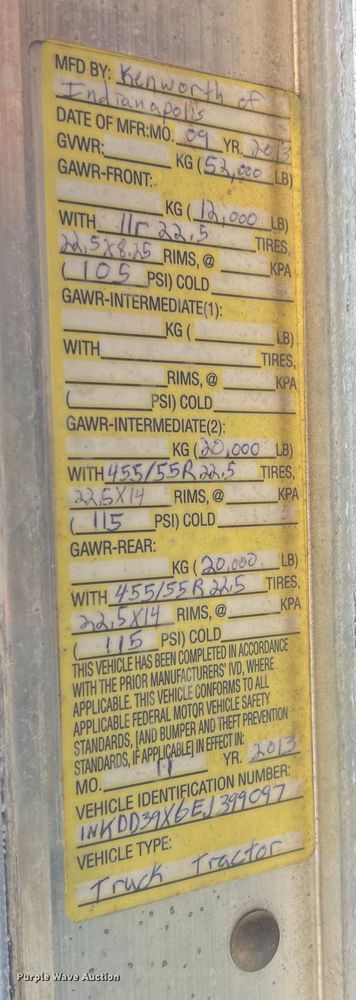 MFD BY: Kenworth of
Indianapolis
DATE OF MFR:MO. 09 YR. 2013
GVWR: KG (52,000 LB)
GAWR-FRONT:
KG ( 12,000 LB)
WITH 11r 22.5 TIRES,
22.5x8.25 RIMS, @ KPA
( 105 PSI) COLD
GAWR-INTERMEDIATE(1):
KG ( LB)
WITH TIRES,
RIMS, @ KPA
( PSI) COLD
GAWR-INTERMEDIATE(2):
KG (20,000 LB)
WITH 455/55R 22.5 TIRES,
22.5X14 RIMS, @ KPA
( 115 PSI) COLD
GAWR-REAR:
KG ( 20,000 LB)
WITH 455/55R 22.5 TIRES,
22.5X14 RIMS, @ KPA
( 115 PSI) COLD
THIS VEHICLE HAS BEEN COMPLETED IN ACCORDANCE
WITH THE PRIOR MANUFACTURERS' IVD, WHERE
APPLICABLE. THIS VEHICLE CONFORMS TO ALL
APPLICABLE FEDERAL MOTOR VEHICLE SAFETY
STANDARDS, [AND BUMPER AND THEFT PREVENTION
STANDARDS, IF APPLICABLE] IN EFFECT IN:
MO. 11 YR. 2013
VEHICLE IDENTIFICATION NUMBER:
1NKDD39X6EJ399097
VEHICLE TYPE:
Truck Tractor
Purple Wave Auction